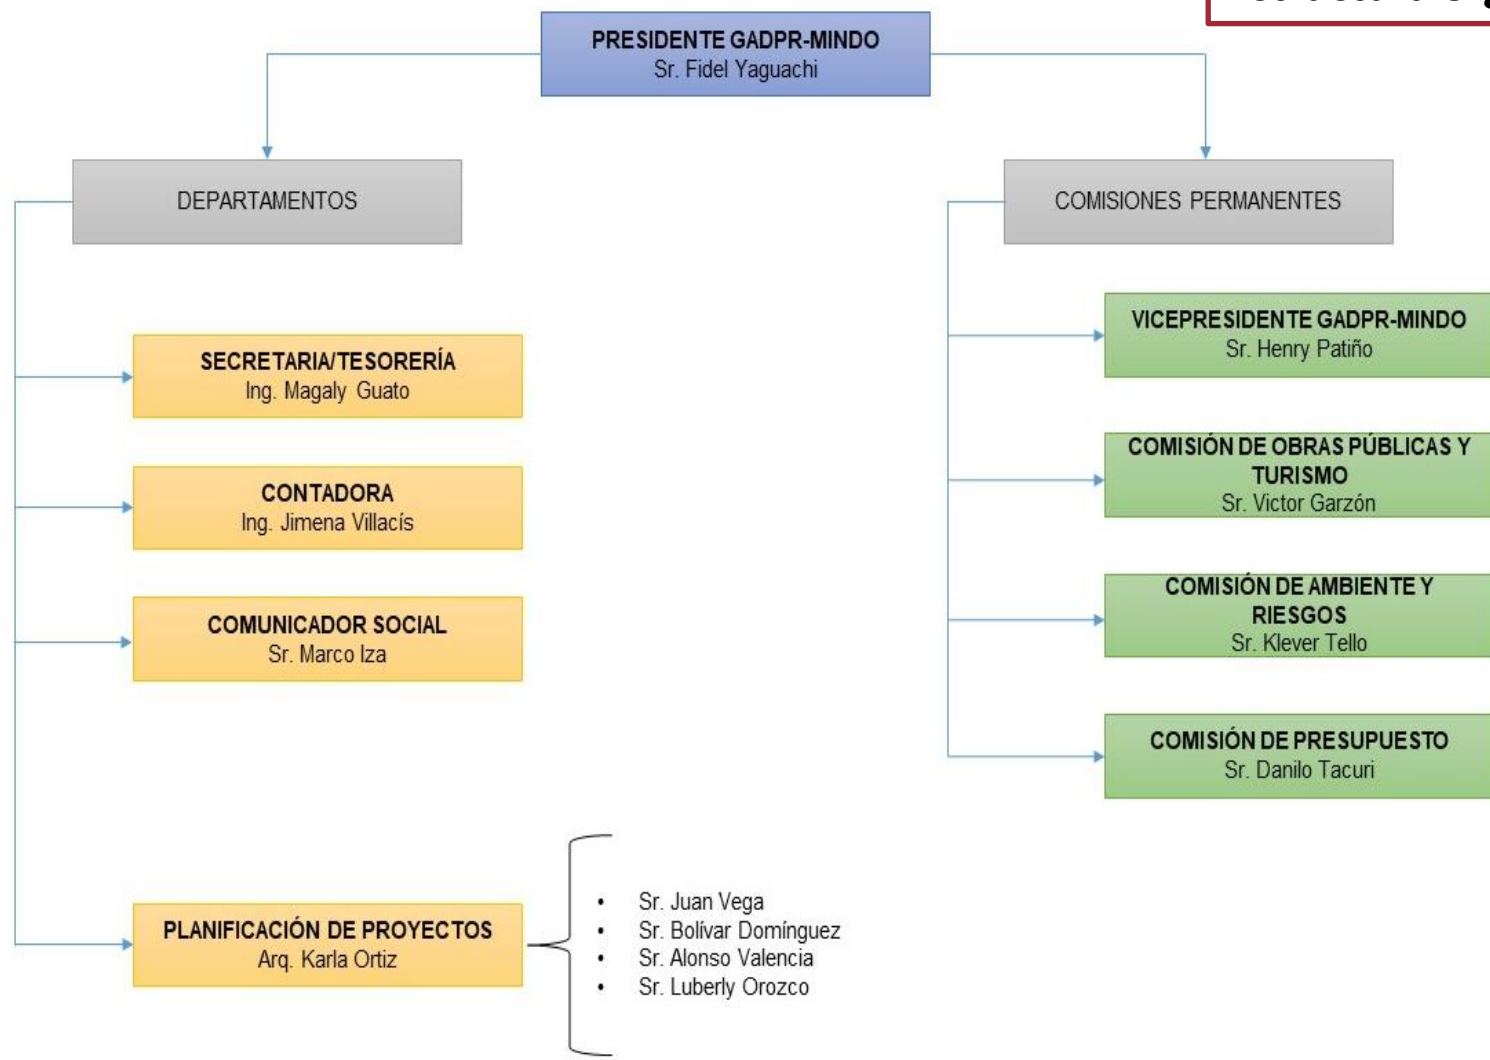 PRESIDENTE GADPR-MINDO
Sr. Fidel Yaguachi
DEPARTAMENTOS
COMISIONES PERMANENTES
SECRETARIA/TESORERÍA
Ing. Magaly Guato
CONTADORA
Ing. Jimena Villacís
COMUNICADOR SOCIAL
Sr. Marco Iza
PLANIFICACIÓN DE PROYECTOS
Arq. Karla Ortiz
• Sr. Juan Vega
• Sr. Bolívar Domínguez
• Sr. Alonso Valencia
• Sr. Luberly Orozco
VICEPRESIDENTE GADPR-MINDO
Sr. Henry Patiño
COMISIÓN DE OBRAS PÚBLICAS Y
TURISMO
Sr. Victor Garzón
COMISIÓN DE AMBIENTE Y
RIESGOS
Sr. Klever Tello
COMISIÓN DE PRESUPUESTO
Sr. Danilo Tacuri